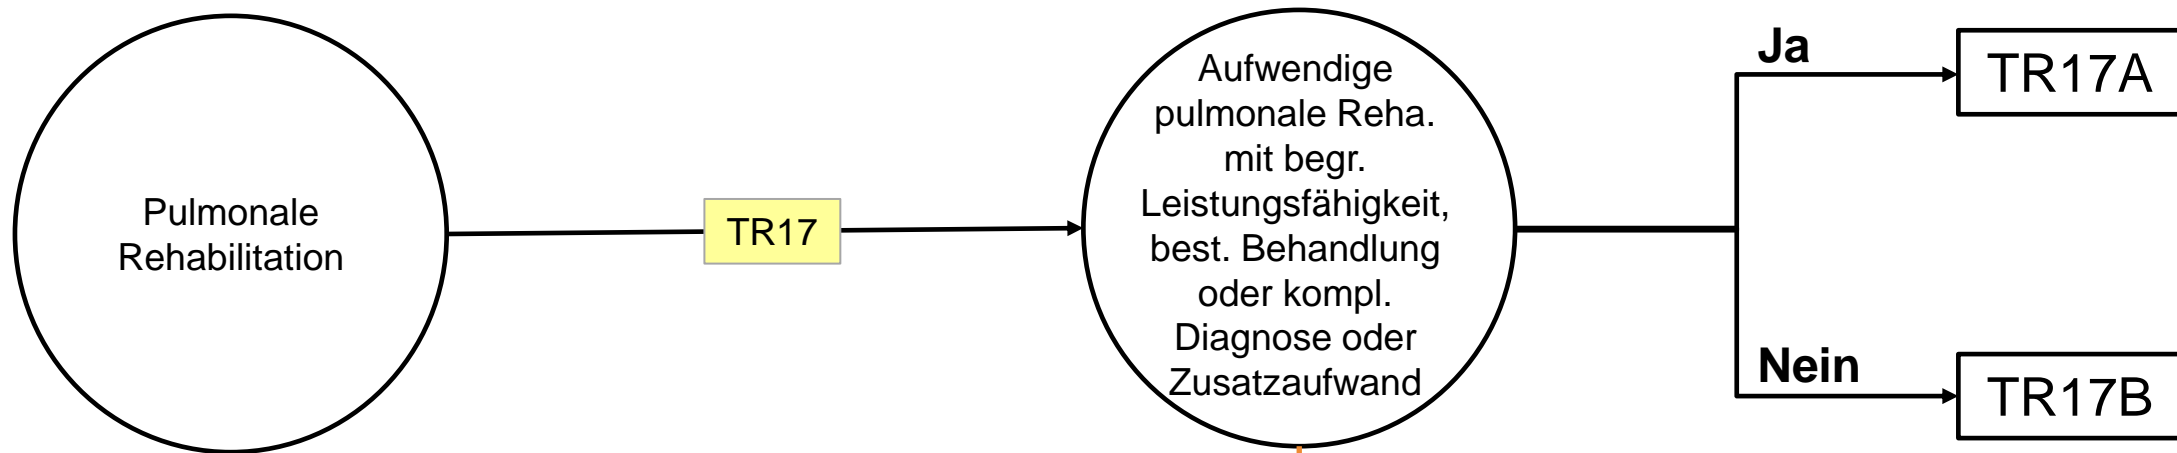 Pulmonale
Rehabilitation
TR17
Aufwendige
pulmonale Reha.
mit begr.
Leistungsfähigkeit,
best. Behandlung
oder kompl.
Diagnose oder
Zusatzaufwand
Ja
TR17A
Nein
TR17B